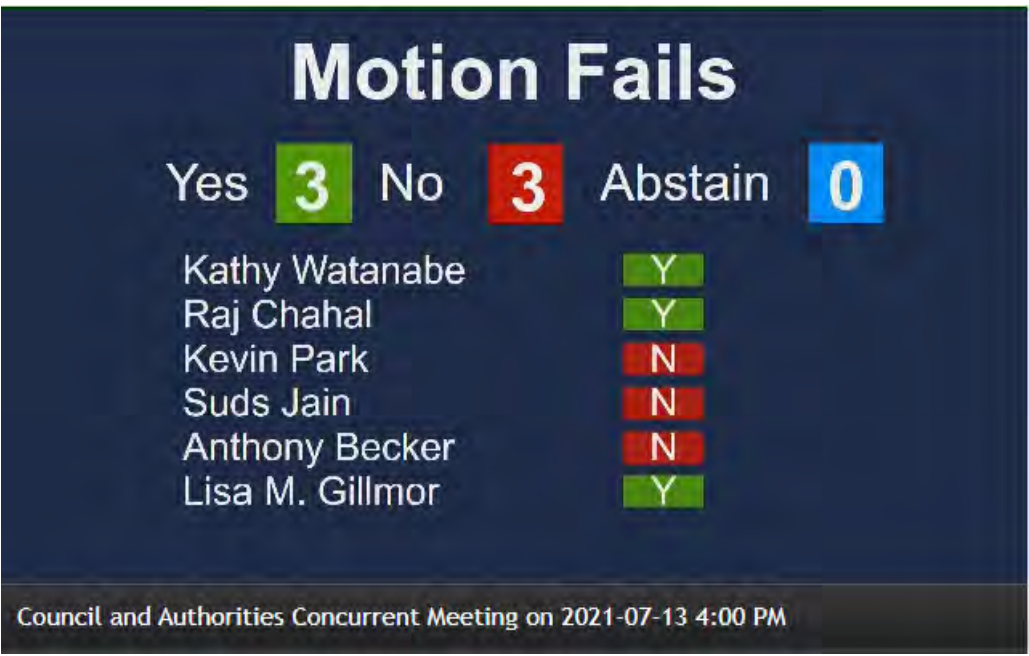 Motion Fails
Yes 3 No 3 Abstain 0
Kathy Watanabe Y
Raj Chahal Y
Kevin Park N
Suds Jain N
Anthony Becker N
Lisa M. Gillmor Y
Council and Authorities Concurrent Meeting on 2021-07-13 4:00 PM